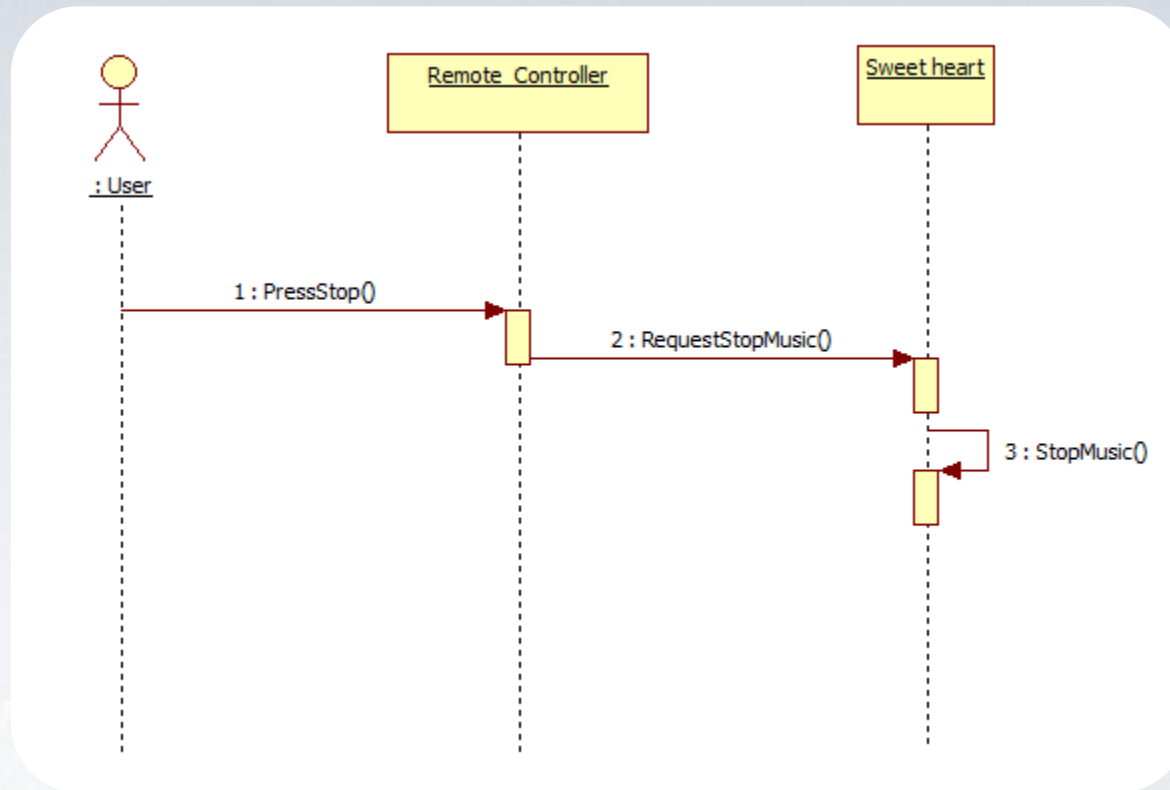 Remote Controller
Sweet heart
: User
1 : PressStop()
2 : RequestStopMusic()
3 : StopMusic()